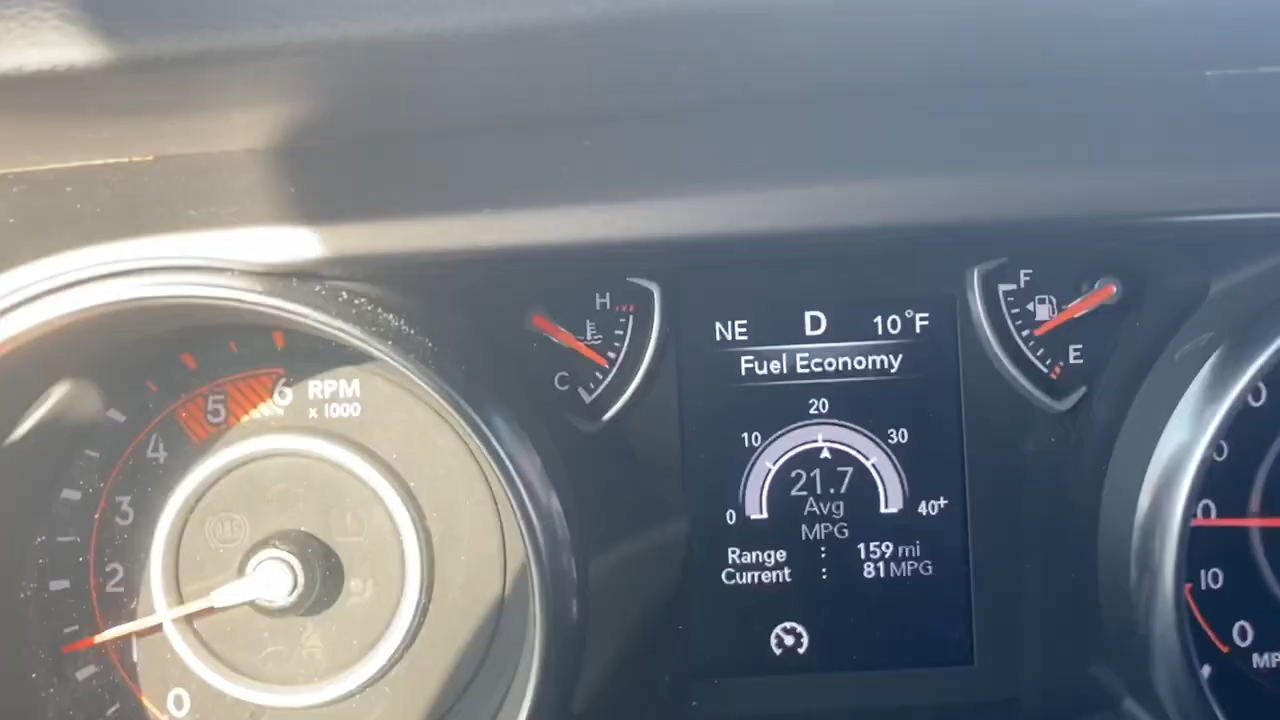 H
C
NE D 10°F
Fuel Economy
20
10 30
21.7
Avg
0 40+
MPG
Range : 159 mi
Current : 81 MPG
F
E
6 RPM
x 1000
5
4
3
2
0
10
0